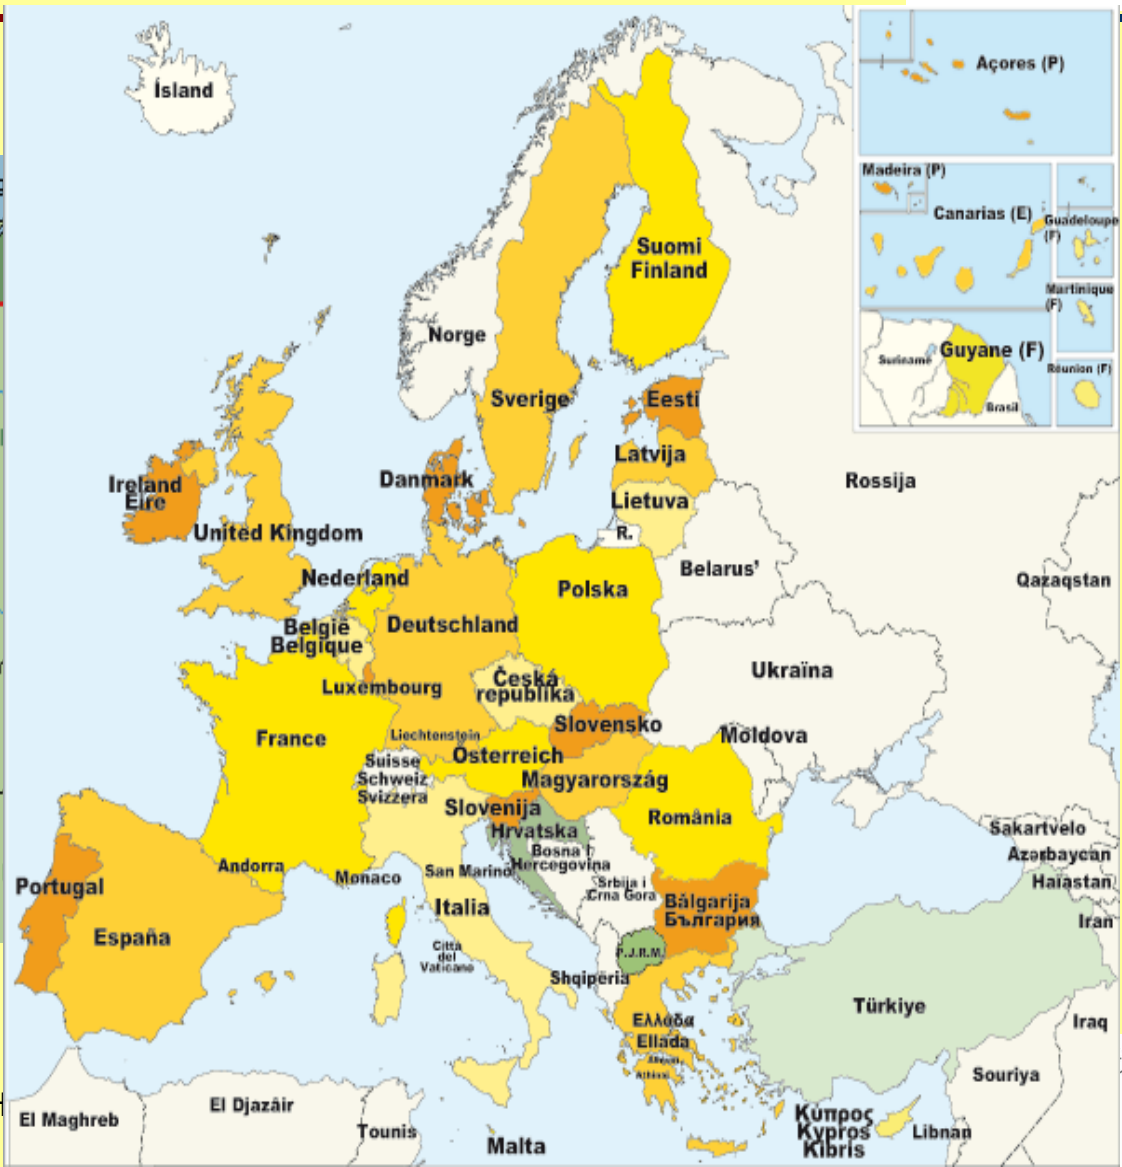 Ísland
Açores (P)
Madeira (P)
Canarias (E)
Guadeloupe
(F)
Martinique
(F)
Guyane (F)
Suriname
Brasil
Réunion (F)
Suomi
Finland
Norge
Sverige
Eesti
Latvija
Lietuva
R.
Rossija
Danmark
Ireland
Eire
United Kingdom
Nederland
Belarus’
Qazaqstan
Polska
België
Belgique
Deutschland
Luxembourg
Česká
republika
Ukraïna
Slovensko
Moldova
France
Liechtenstein
Österreich
Suisse
Schweiz
Svizzera
Magyarország
Slovenija
România
Hrvatska
Bosna i
Hercegovina
Srbija i
Crna Gora
Sakartvelo
Azərbaycan
Haïastan
Iran
Andorra
Monaco
San Marino
Portugal
España
Italia
Città
del
Vaticano
Bălgarija
България
F.J.R.M.
Shqipëria
Türkiye
Iraq
Ελλάδα
Ellada
Souriya
Κύπρος
Kypros
Kibris
Libnan
El Maghreb
El Djazâir
Tounis
Malta